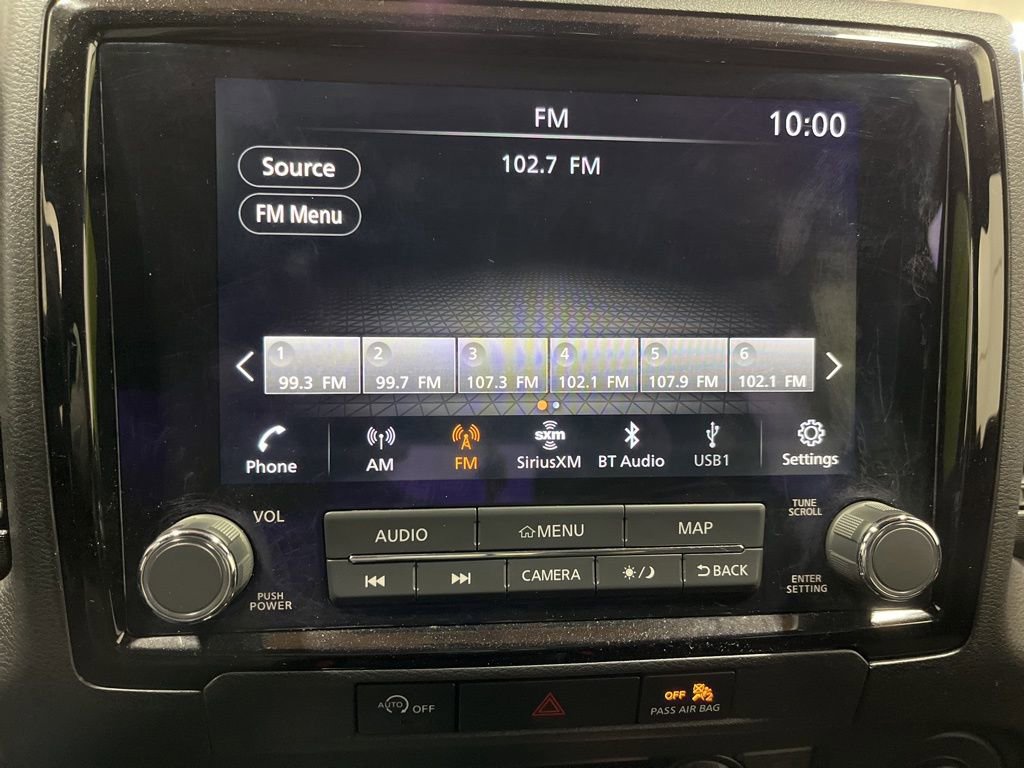 FM
10:00
Source
102.7 FM
FM Menu
1 2 3 4 5 6
99.3 FM 99.7 FM 107.3 FM 102.1 FM 107.9 FM 102.1 FM
Phone AM A FM sxm SiriusXM BT Audio USB1 Settings
VOL
TUNE
SCROLL
AUDIO MENU MAP
CAMERA BACK
PUSH
POWER
ENTER
SETTING
AUTO OFF
OFF
PASS AIR BAG